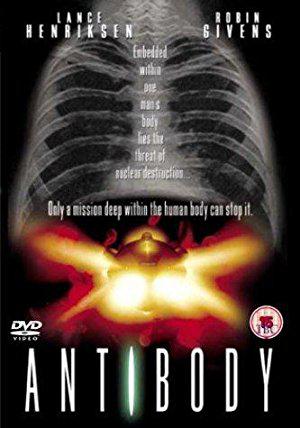 LANCE
HENRIKSEN
ROBIN
GIVENS
Embedded
within
one
man's
body
lies the
threat of
nuclear destruction...
Only a mission deep within the human body can stop it.
DVD
VIDEO
15
ANTIBODY